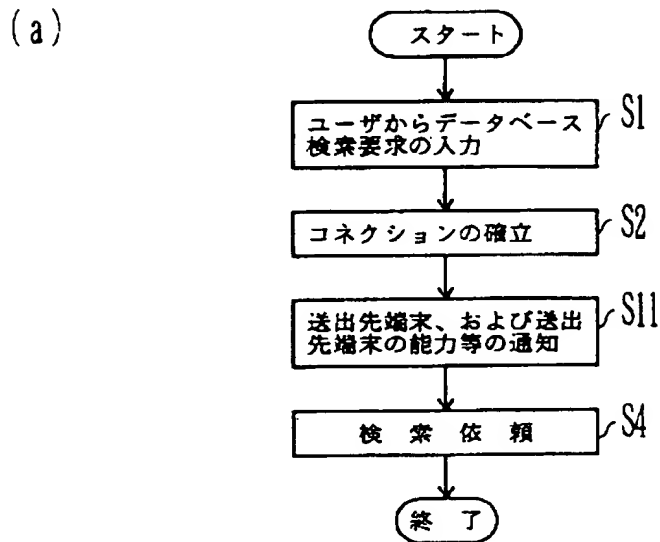 (a)
スタート
ユーザからデータベース
検索要求の入力
S1
コネクションの確立
S2
送出先端末、および送出
先端末の能力等の通知
S11
検 索 依 頼
S4
終 了